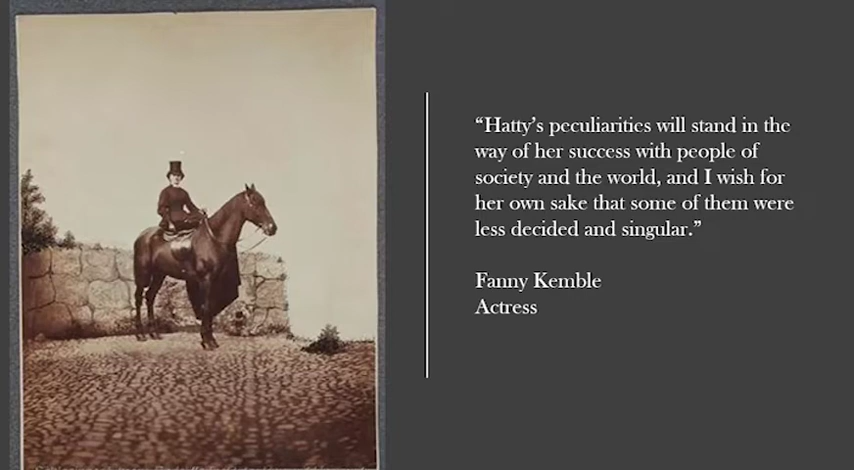 “Hatty’s peculiarities will stand in the
way of her success with people of
society and the world, and I wish for
her own sake that some of them were
less decided and singular.”
Fanny Kemble
Actress